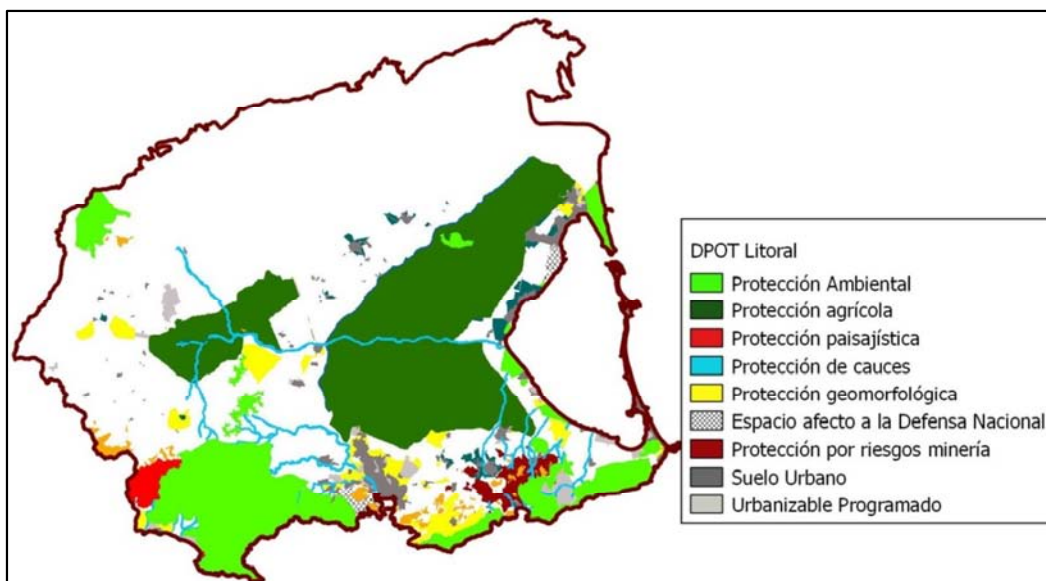 DPOT Litoral
Protección Ambiental
Protección agrícola
Protección paisajística
Protección de cauces
Protección geomorfológica
Espacio afecto a la Defensa Nacional
Protección por riesgos minería
Suelo Urbano
Urbanizable Programado